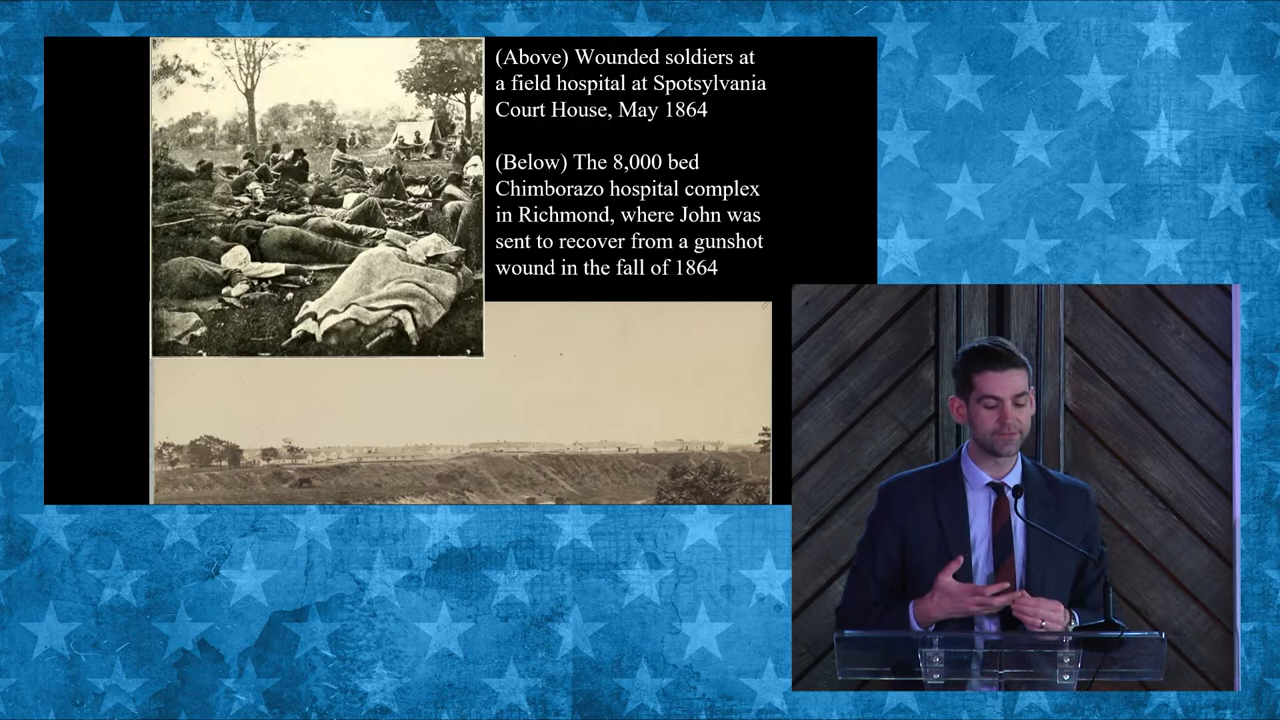 (Above) Wounded soldiers at
a field hospital at Spotsylvania
Court House, May 1864
(Below) The 8,000 bed
Chimborazo hospital complex
in Richmond, where John was
sent to recover from a gunshot
wound in the fall of 1864